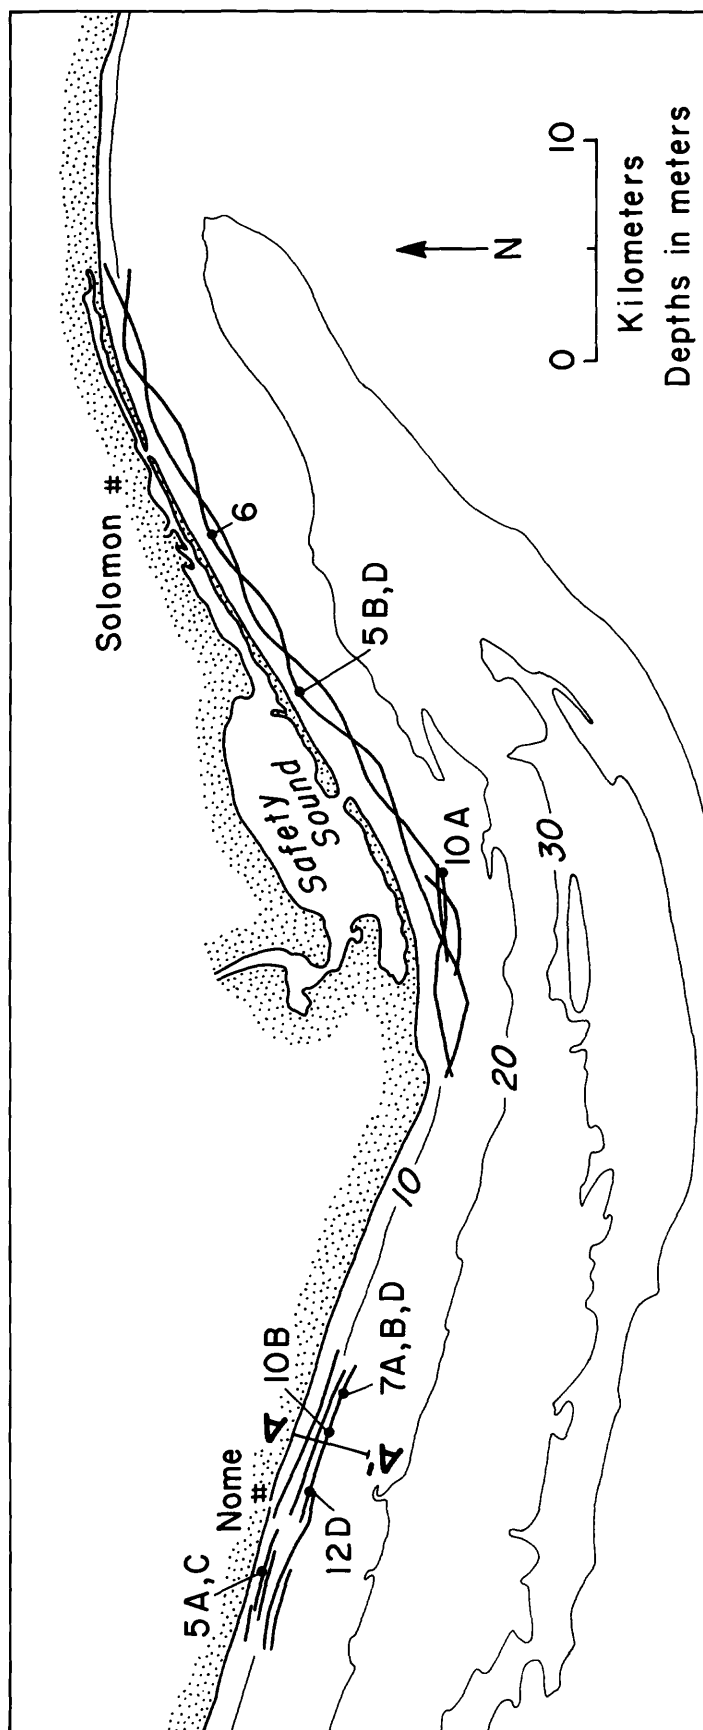 Solomon #
6
5B,D
Safety
Sound
10A
30
20
10
10B
7A,B,D
A
A'
Nome
#
12D
5A,C
N
0 10
Kilometers
Depths in meters